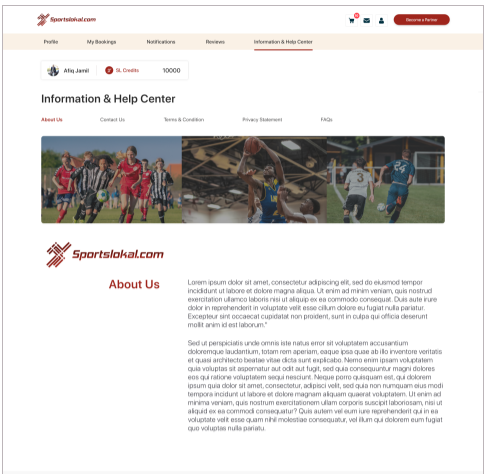 Sportslokal.com
Become a Partner
Profile My Bookings Notifications Reviews Information & Help Center
Afiq Jamil SL Credits 10000
Information & Help Center
About Us Contact Us Terms & Condition Privacy Statement FAQs
Sportslokal.com
About Us
Lorem ipsum dolor sit amet, consectetur adipiscing elit, sed do eiusmod tempor
incididunt ut labore et dolore magna aliqua. Ut enim ad minim veniam, quis nostrud
exercitation ullamco laboris nisi ut aliquip ex ea commodo consequat. Duis aute irure
dolor in reprehenderit in voluptate velit esse cillum dolore eu fugiat nulla pariatur.
Excepteur sint occaecat cupidatat non proident, sunt in culpa qui officia deserunt
mollit anim id est laborum."
Sed ut perspiciatis unde omnis iste natus error sit voluptatem accusantium
doloremque laudantium, totam rem aperiam, eaque ipsa quae ab illo inventore veritatis
et quasi architecto beatae vitae dicta sunt explicabo. Nemo enim ipsam voluptatem
quia voluptas sit aspernatur aut odit aut fugit, sed quia consequuntur magni dolores
eos qui ratione voluptatem sequi nesciunt. Neque porro quisquam est, qui dolorem
ipsum quia dolor sit amet, consectetur, adipisci velit, sed quia non numquam eius modi
tempora incidunt ut labore et dolore magnam aliquam quaerat voluptatem. Ut enim ad
minima veniam, quis nostrum exercitationem ullam corporis suscipit laboriosam, nisi ut
aliquid ex ea commodi consequatur? Quis autem vel eum iure reprehenderit qui in ea
voluptate velit esse quam nihil molestiae consequatur, vel illum qui dolorem eum fugiat
quo voluptas nulla pariatu.
3
24